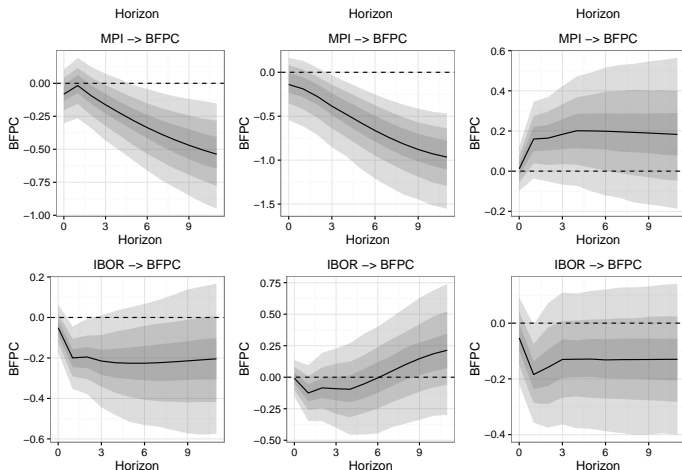 Horizon Horizon Horizon
MPI −> BFPC MPI −> BFPC MPI −> BFPC
BFPC BFPC BFPC
0.00 0.0 0.6
−0.25 −0.5 0.4
−0.50 −1.0 0.2
−0.75 −1.5 0.0
−1.00 −0.2
0 3 6 9 0 3 6 9 0 3 6 9
Horizon Horizon Horizon
IBOR −> BFPC IBOR −> BFPC IBOR −> BFPC
BFPC BFPC BFPC
0.2 0.75 0.0
0.0 0.50 −0.2
−0.2 0.25 −0.4
−0.4 0.00
−0.6 −0.25
−0.50
0 3 6 9 0 3 6 9 0 3 6 9
Horizon Horizon Horizon